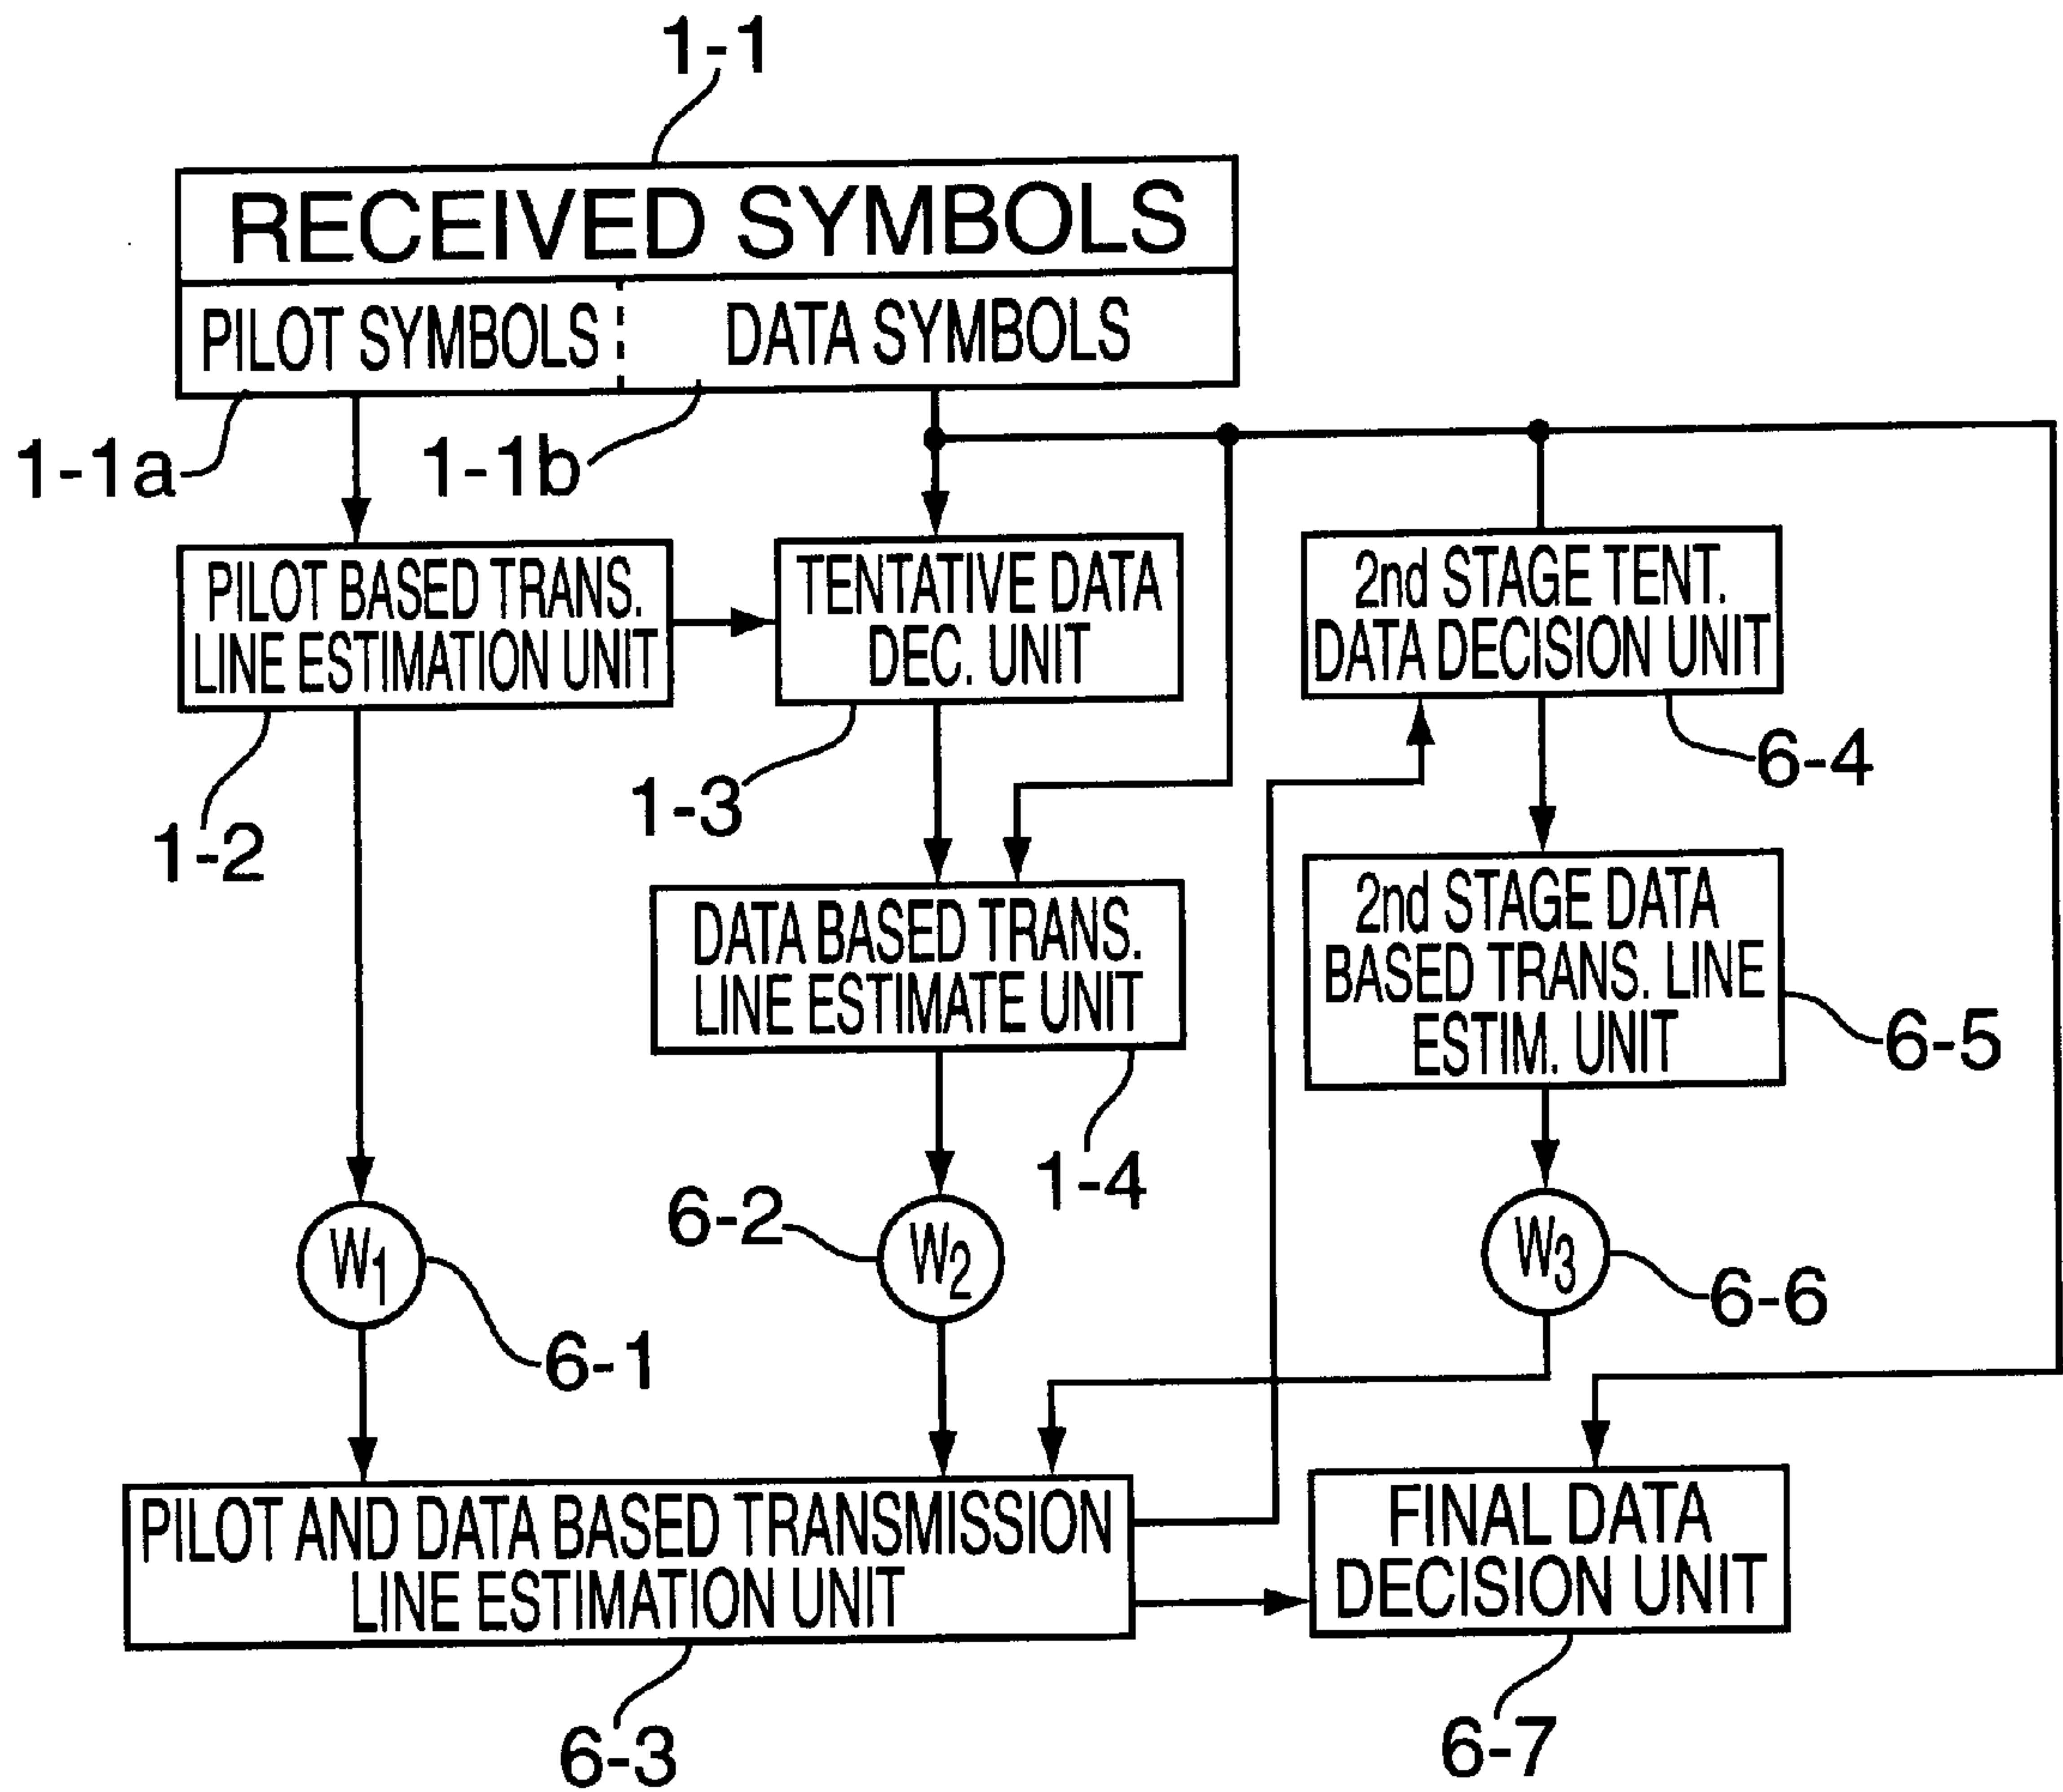 1-1
RECEIVED SYMBOLS
PILOT SYMBOLS
DATA SYMBOLS
1-1a
1-1b
PILOT BASED TRANS.
LINE ESTIMATION UNIT
TENTATIVE DATA
DEC. UNIT
2nd STAGE TENT.
DATA DECISION UNIT
1-2
1-3
6-4
DATA BASED TRANS.
LINE ESTIMATE UNIT
2nd STAGE DATA
BASED TRANS. LINE
ESTIM. UNIT
6-5
1-4
W1
6-1
6-2
W2
W3
6-6
PILOT AND DATA BASED TRANSMISSION
LINE ESTIMATION UNIT
FINAL DATA
DECISION UNIT
6-3
6-7